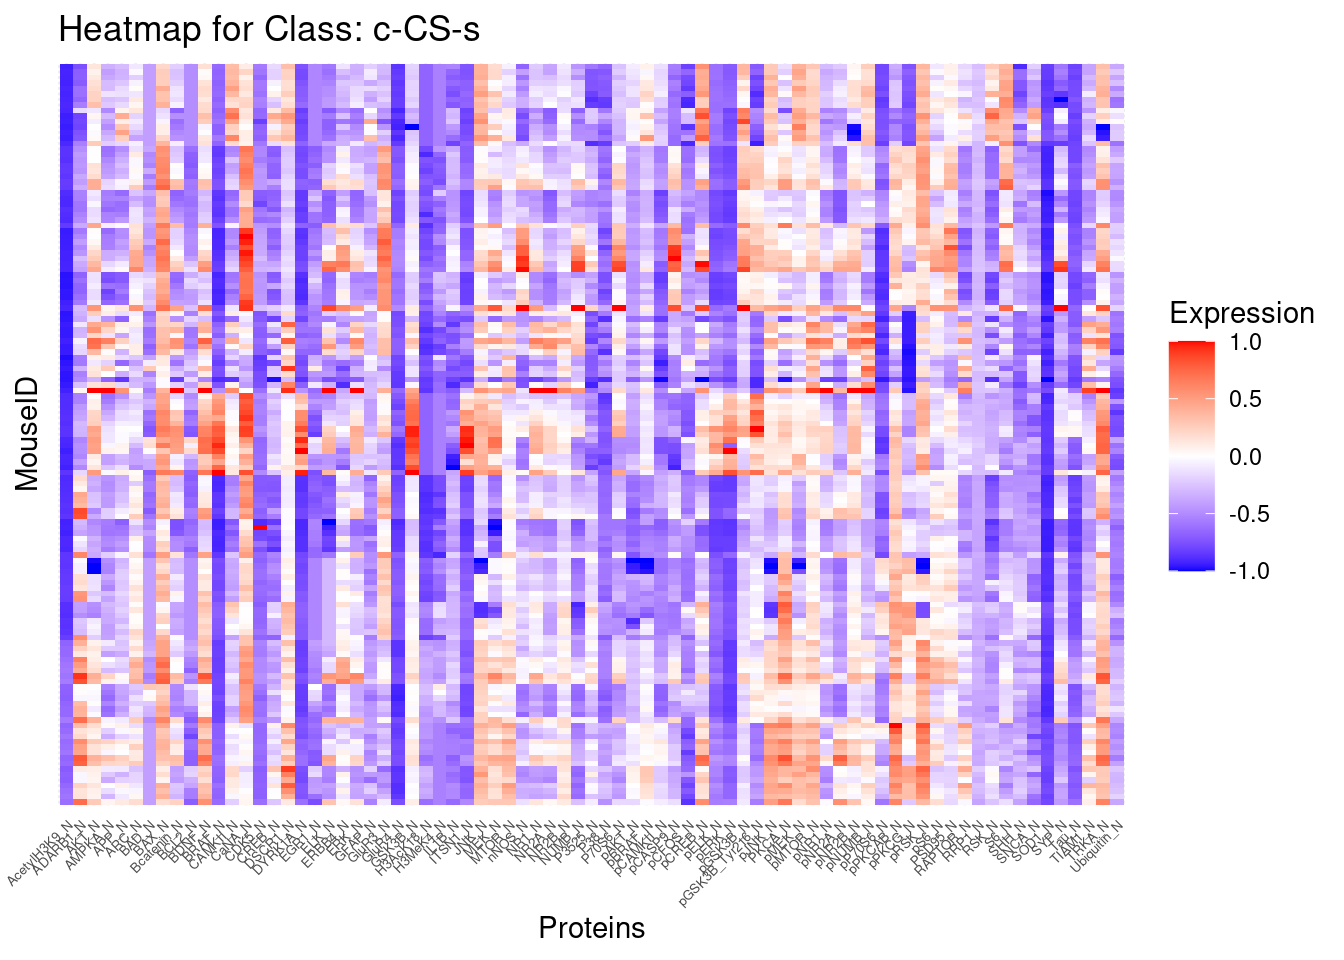 Heatmap for Class: c-CS-s
MouseID
Expression
1.0
0.5
0.0
-0.5
-1.0
AcetylH3K9_N
ADARB1_N
AKT_N
AMPKA_N
APP_N
ARC_N
BAD_N
BAX_N
Bcatenin_N
BCL2_N
BDNF_N
BRAF_N
CAMKII_N
CaNA_N
CDK5_N
DSCR1_N
DYRK1A_N
EGR1_N
ELK_N
ERBB4_N
ERK_N
GFAP_N
GluR3_N
GluR4_N
GSK3B_N
H3AcK18_N
H3MeK4_N
IL1B_N
ITSN1_N
JNK_N
MEK_N
MTOR_N
nNOS_N
NR1_N
NR2A_N
NR2B_N
NUMB_N
P3525_N
p38_N
P70S6_N
pAKT_N
pBRAF_N
pCAMKII_N
pCASP9_N
pCFOS_N
pCREB_N
pELK_N
pERK_N
pGSK3B_N
pGSK3B_Tyr216_N
pJNK_N
PKCA_N
pMEK_N
pMTOR_N
pNR1_N
pNR2A_N
pNR2B_N
pNUMB_N
pP70S6_N
pPKCAB_N
pPKCG_N
pRSK_N
PSD95_N
RAPTOR_N
RRP1_N
RSK_N
S6_N
SHH_N
SNCA_N
SOD1_N
SYP_N
Tau_N
TIAM1_N
Ubiquitin_N
Proteins